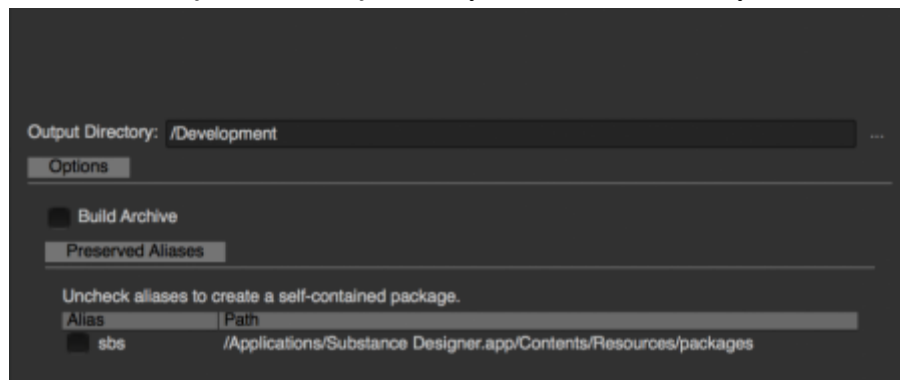 Output Directory: /Development ...
Options
Build Archive
Preserved Aliases
Uncheck aliases to create a self-contained package.
Alias Path
sbs /Applications/Substance Designer.app/Contents/Resources/packages